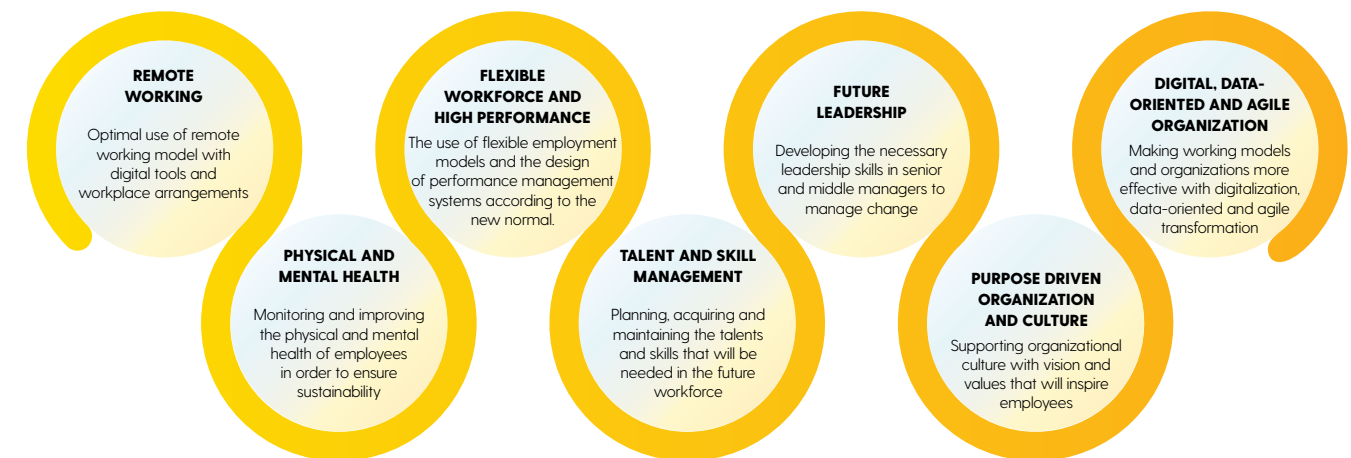 REMOTE
WORKING
Optimal use of remote
working model with
digital tools and
workplace arrangements
PHYSICAL AND
MENTAL HEALTH
Monitoring and improving
the physical and mental
health of employees
in order to ensure
sustainability
FLEXIBLE
WORKFORCE AND
HIGH PERFORMANCE
The use of flexible employment
models and the design
of performance management
systems according to the
new normal.
TALENT AND SKILL
MANAGEMENT
Planning, acquiring and
maintaining the talents
and skills that will be
needed in the future
workforce
FUTURE
LEADERSHIP
Developing the necessary
leadership skills in senior
and middle managers to
manage change
PURPOSE DRIVEN
ORGANIZATION
AND CULTURE
Supporting organizational
culture with vision and
values that will inspire
employees
DIGITAL, DATA-
ORIENTED AND AGILE
ORGANIZATION
Making working models
and organizations more
effective with digitalization,
data-oriented and agile
transformation